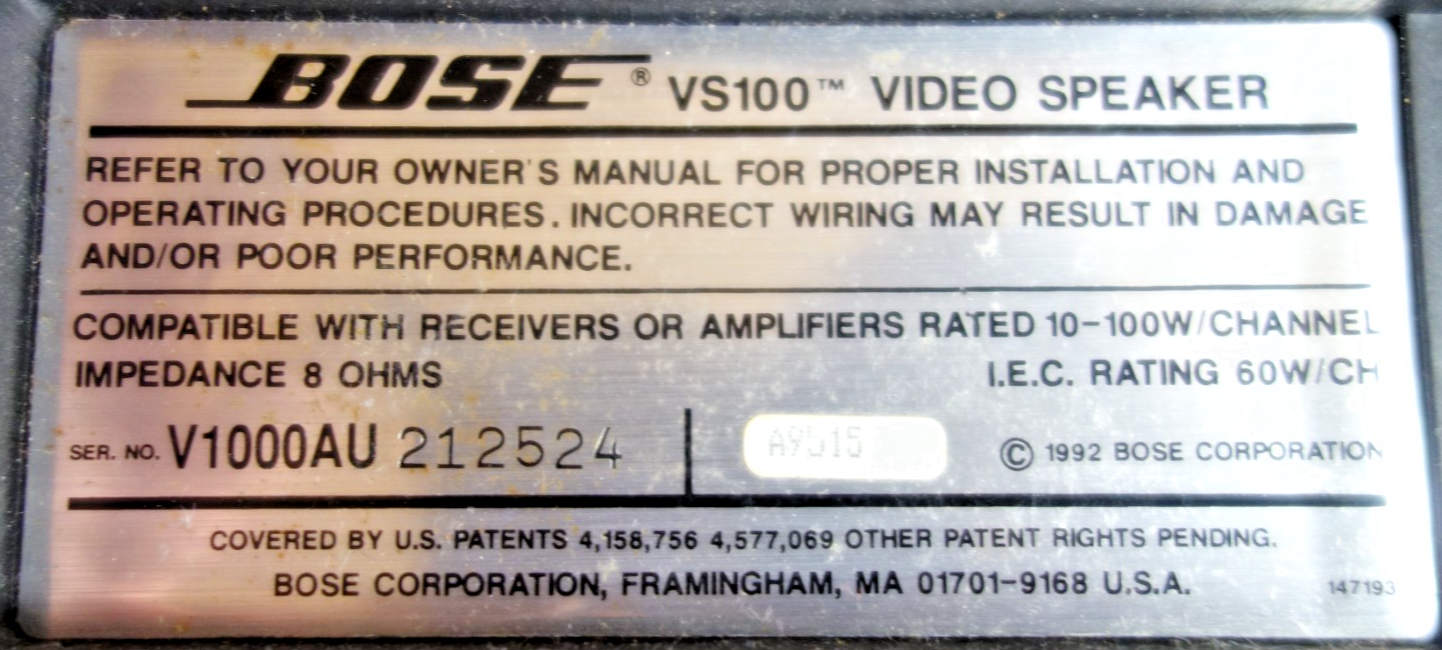 BOSE® VS100™ VIDEO SPEAKER
REFER TO YOUR OWNER'S MANUAL FOR PROPER INSTALLATION AND
OPERATING PROCEDURES. INCORRECT WIRING MAY RESULT IN DAMAGE
AND/OR POOR PERFORMANCE.
COMPATIBLE WITH RECEIVERS OR AMPLIFIERS RATED 10-100W/CHANNEL
IMPEDANCE 8 OHMS I.E.C. RATING 60W/CH
SER. NO. V1000AU 212524 A9515 © 1992 BOSE CORPORATION
COVERED BY U.S. PATENTS 4,158,756 4,577,069 OTHER PATENT RIGHTS PENDING.
BOSE CORPORATION, FRAMINGHAM, MA 01701-9168 U.S.A. 147193